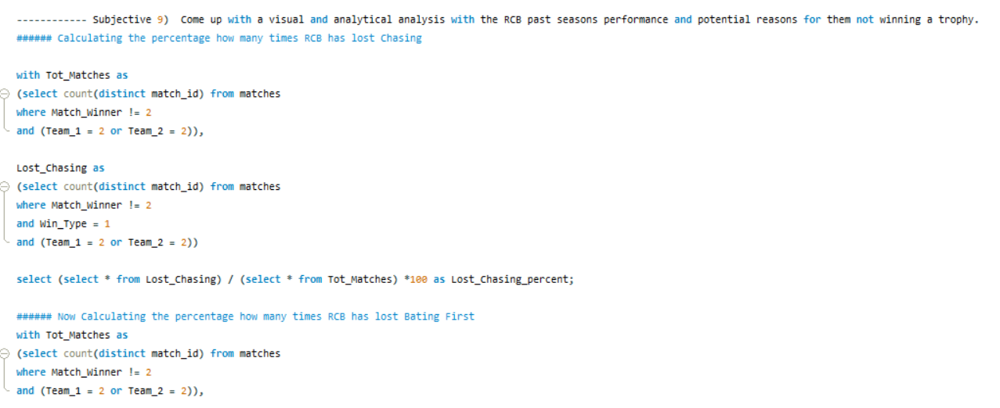 ------------ Subjective 9)  Come up with a visual and analytical analysis with the RCB past seasons performance and potential reasons for them not winning a trophy.
###### Calculating the percentage how many times RCB has lost Chasing
with Tot_Matches as
(select count(distinct match_id) from matches
where Match_Winner != 2
and (Team_1 = 2 or Team_2 = 2)),
Lost_Chasing as
(select count(distinct match_id) from matches
where Match_Winner != 2
and Win_Type = 1
and (Team_1 = 2 or Team_2 = 2))
select (select * from Lost_Chasing) / (select * from Tot_Matches) *100 as Lost_Chasing_percent;
###### Now Calculating the percentage how many times RCB has lost Bating First
with Tot_Matches as
(select count(distinct match_id) from matches
where Match_Winner != 2
and (Team_1 = 2 or Team_2 = 2)),